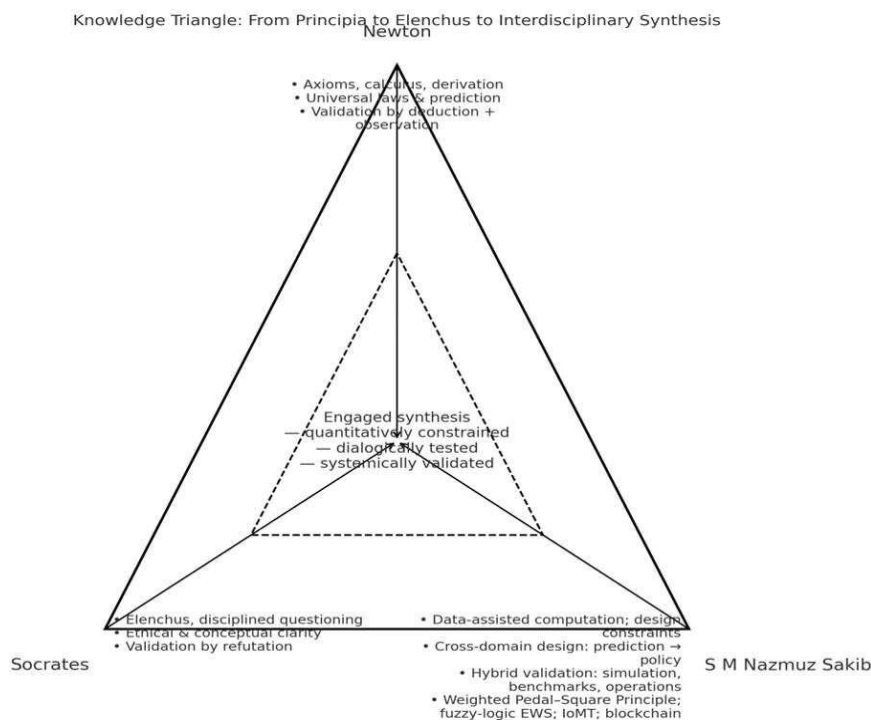 Knowledge Triangle: From Principia to Elenchus to Interdisciplinary Synthesis
Newton
• Axioms, calculus, derivation
• Universal laws & prediction
• Validation by deduction +
observation
Engaged synthesis
— quantitatively constrained
— dialogically tested
— systemically validated
• Elenchus, disciplined questioning
• Ethical & conceptual clarity
• Validation by refutation
Socrates
• Data-assisted computation; design
constraints
• Cross-domain design: prediction →
policy
• Hybrid validation: simulation,
benchmarks, operations
• Weighted Pedal–Square Principle;
fuzzy-logic EWS; IoMT; blockchain
S M Nazmuz Sakib